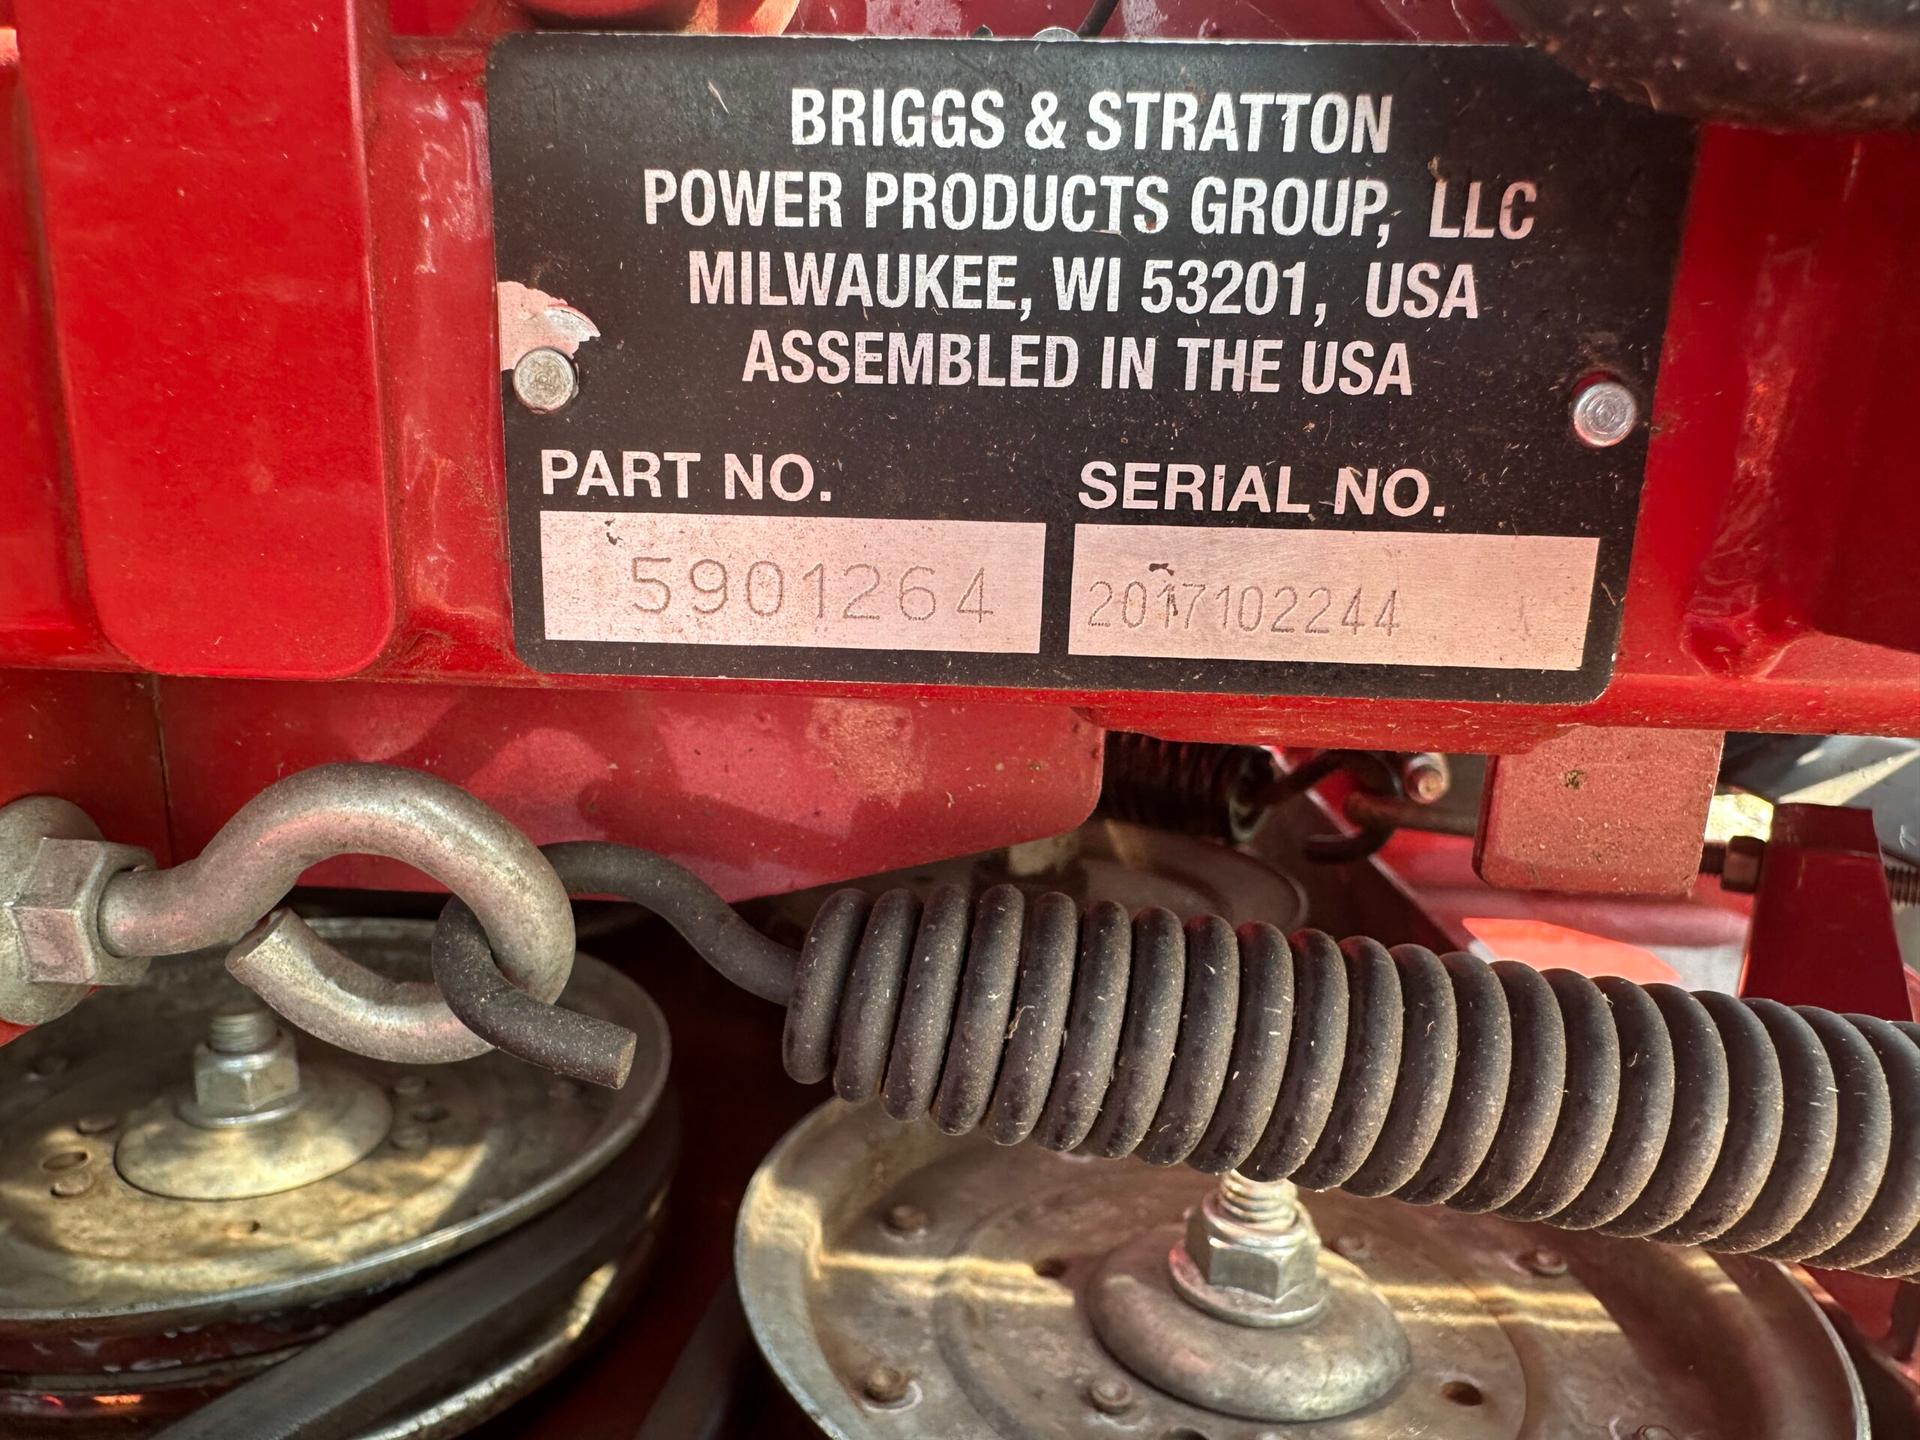 BRIGGS & STRATTON
POWER PRODUCTS GROUP, LLC
MILWAUKEE, WI 53201, USA
ASSEMBLED IN THE USA
PART NO. SERIAL NO.
5901264 2017102244